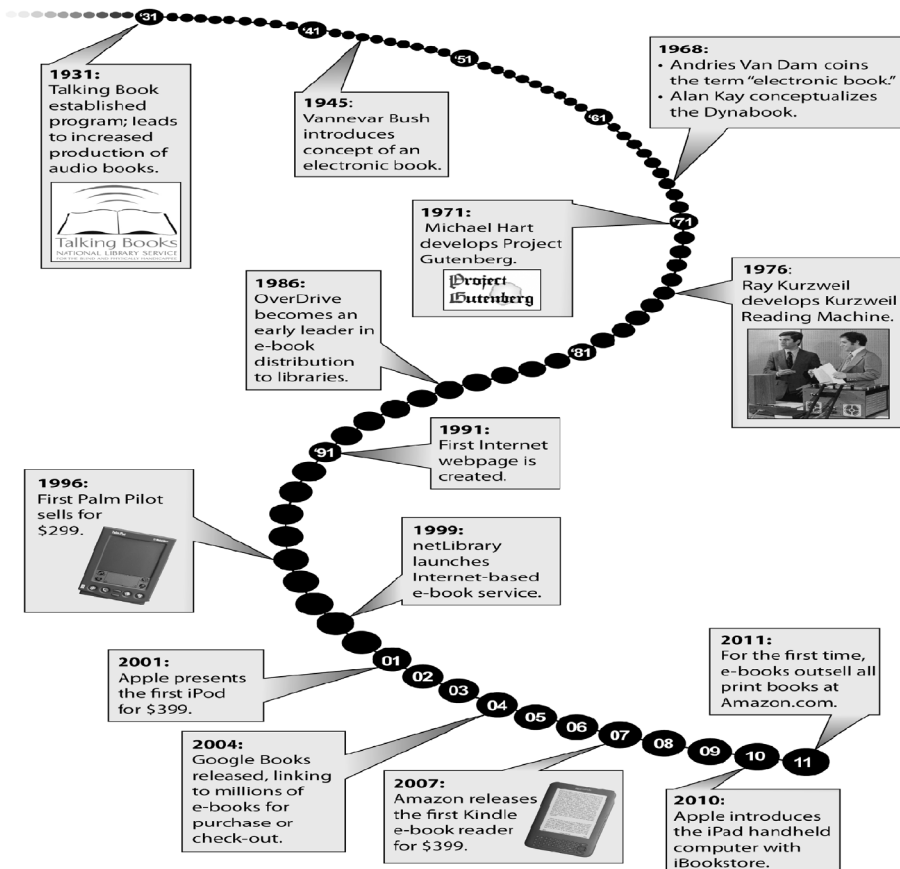 '31
'41
'51
'61
1931:
Talking Book
established
program; leads
to increased
production of
audio books.
Talking Books
NATIONAL LIBRARY SERVICE
1945:
Vannevar Bush
introduces
concept of an
electronic book.
1968:
• Andries Van Dam coins
the term “electronic book.”
• Alan Kay conceptualizes
the Dynabook.
'71
1971:
Michael Hart
develops Project
Gutenberg.
Project
Gutenberg
1976:
Ray Kurzweil
develops Kurzweil
Reading Machine.
'81
1986:
OverDrive
becomes an
early leader in
e-book
distribution
to libraries.
'91
1991:
First Internet
webpage is
created.
1996:
First Palm Pilot
sells for
$299.
1999:
netLibrary
launches
Internet-based
e-book service.
01
02
03
04
05
06
07
08
09
10
11
2001:
Apple presents
the first iPod
for $399.
2004:
Google Books
released, linking
to millions of
e-books for
purchase or
check-out.
2007:
Amazon releases
the first Kindle
e-book reader
for $399.
2011:
For the first time,
e-books outsell all
print books at
Amazon.com.
2010:
Apple introduces
the iPad handheld
computer with
iBookstore.